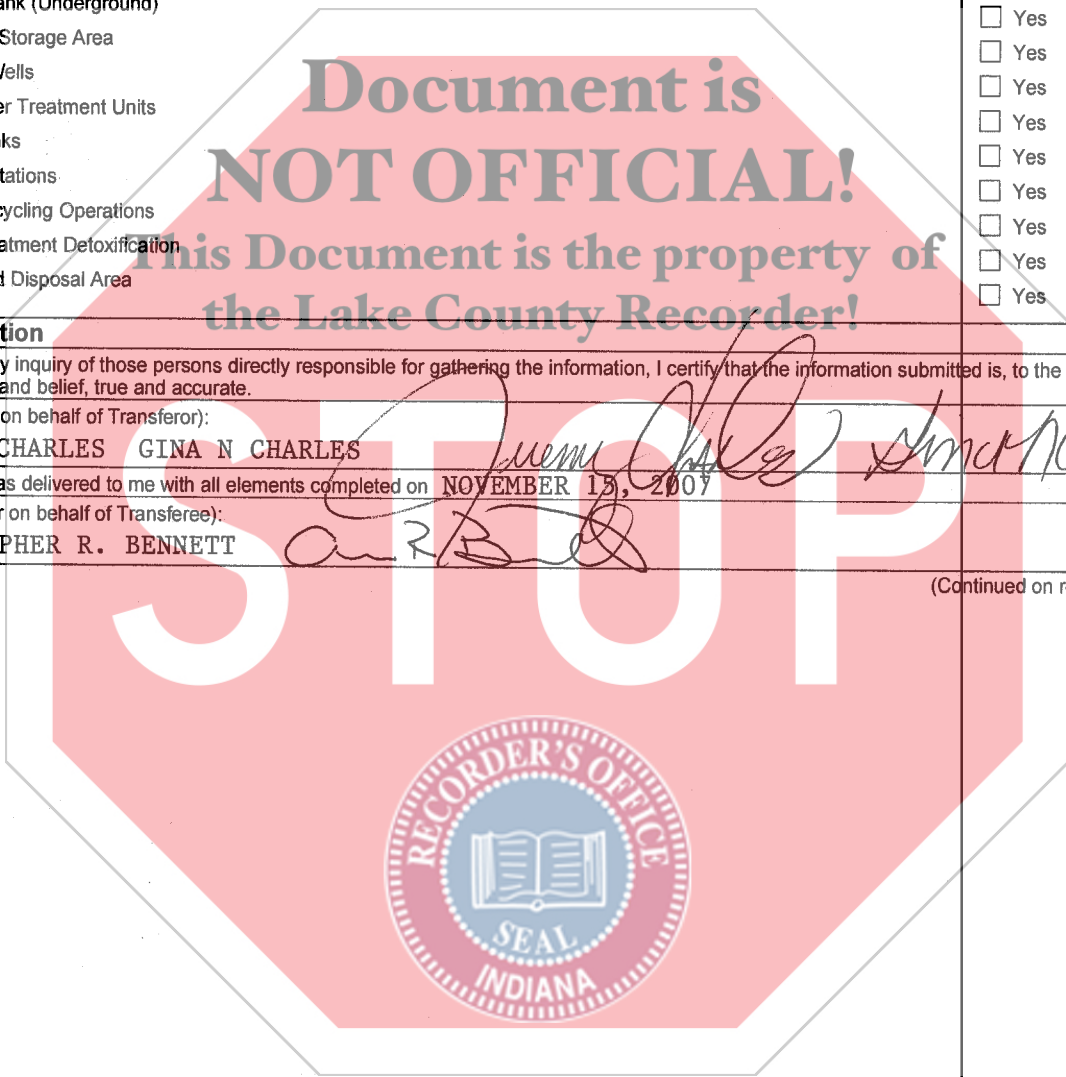 ank (Underground) Yes
Storage Area Yes
Wells Yes
er Treatment Units Yes
ks Yes
tations Yes
cycling Operations Yes
atment Detoxification Yes
d Disposal Area Yes
Document is
NOT OFFICIAL!
This Document is the property of
the Lake County Recorder!
tion
y inquiry of those persons directly responsible for gathering the information, I certify that the information submitted is, to the
and belief, true and accurate.
on behalf of Transferor):
CHARLES GINA N CHARLES
as delivered to me with all elements completed on NOVEMBER 15, 2007
r on behalf of Transferee):
PHER R. BENNETT
(Continued on r
STOP
RECORDER'S OFFICE
SEAL
INDIANA